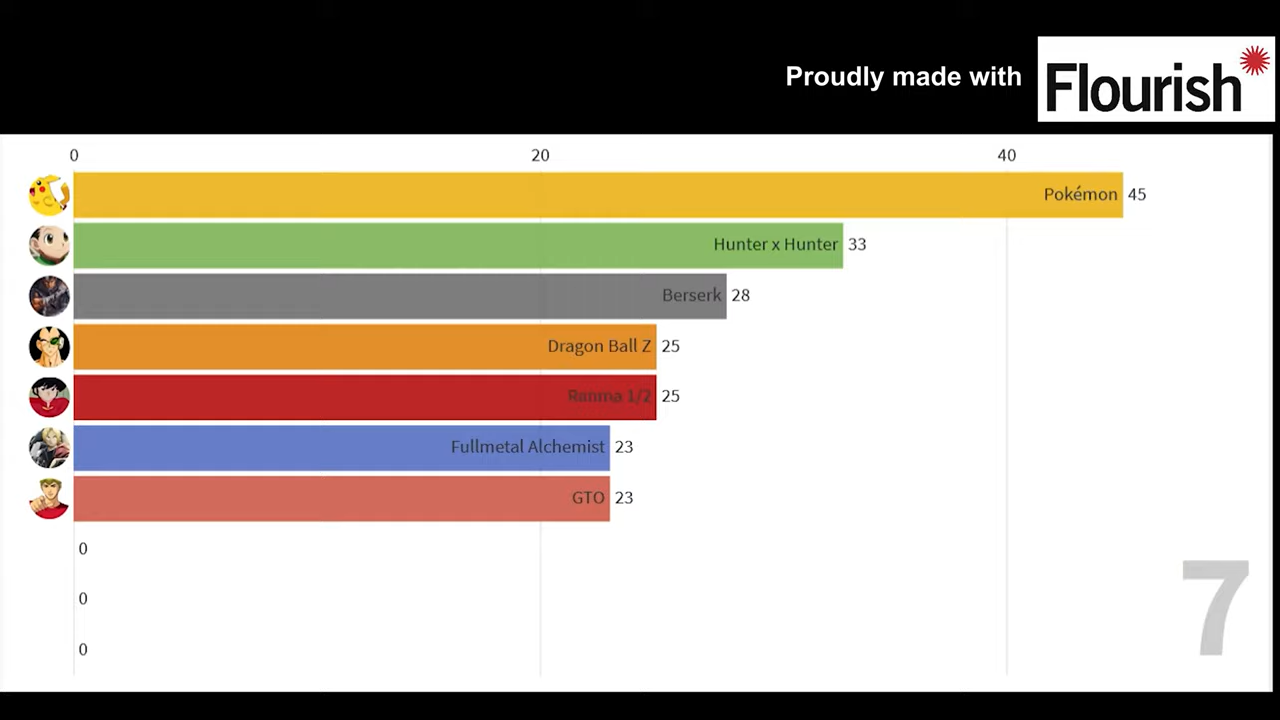 Proudly made with Flourish
0 20 40
Pokémon 45
Hunter x Hunter 33
Berserk 28
Dragon Ball Z 25
Ranma 1/2 25
Fullmetal Alchemist 23
GTO 23
0
0
0
7